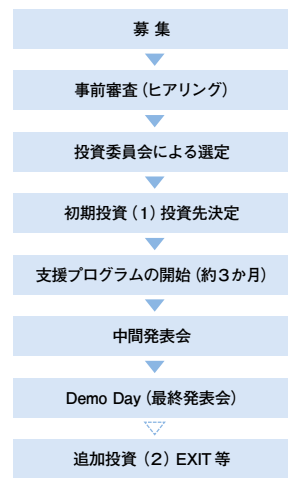 募 集
事前審査（ヒアリング）
投資委員会による選定
初期投資（1）投資先決定
支援プログラムの開始（約３か月）
中間発表会
Demo Day（最終発表会）
追加投資（2）EXIT 等